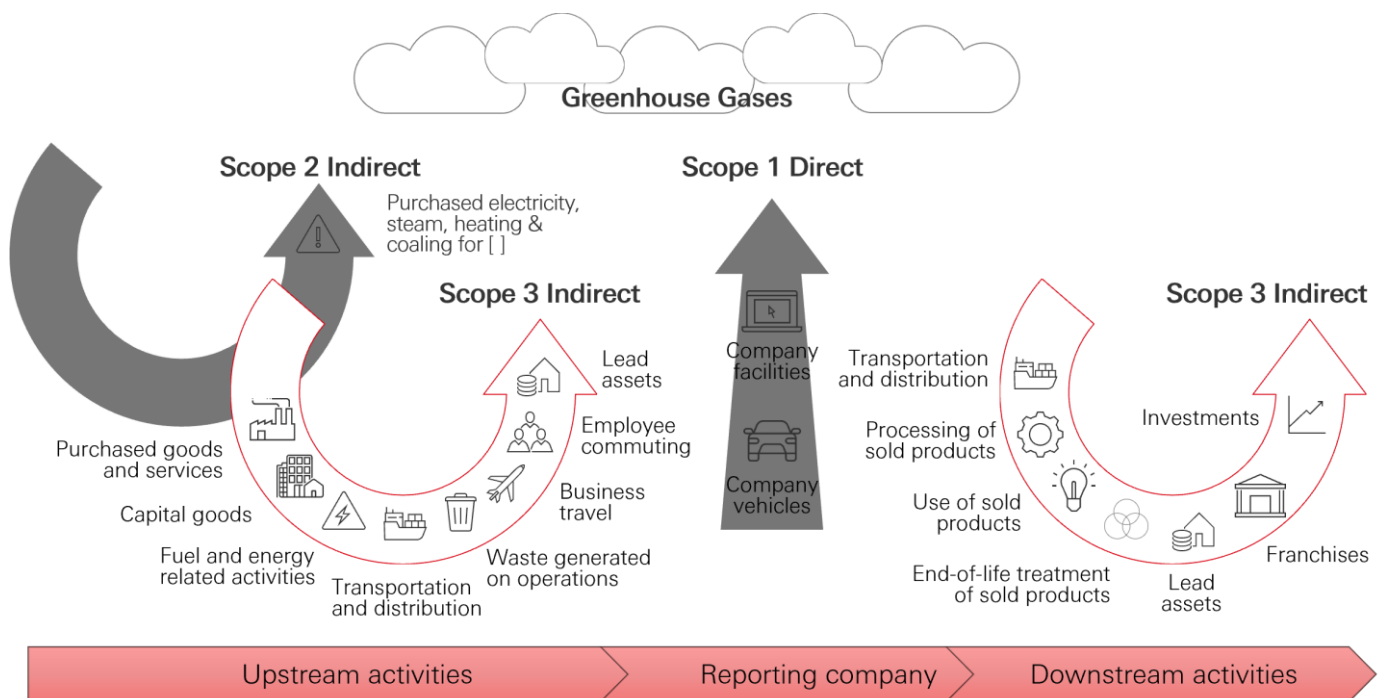 Greenhouse Gases
Scope 2 Indirect
Purchased electricity,
steam, heating &
coaling for [ ]
Scope 3 Indirect
Purchased goods
and services
Capital goods
Fuel and energy
related activities
Transportation
and distribution
Waste generated
on operations
Business
travel
Employee
commuting
Lead
assets
Scope 1 Direct
Company
facilities
Company
vehicles
Scope 3 Indirect
Transportation
and distribution
Processing of
sold products
Use of sold
products
End-of-life treatment
of sold products
Lead
assets
Franchises
Investments
Upstream activities
Reporting company
Downstream activities